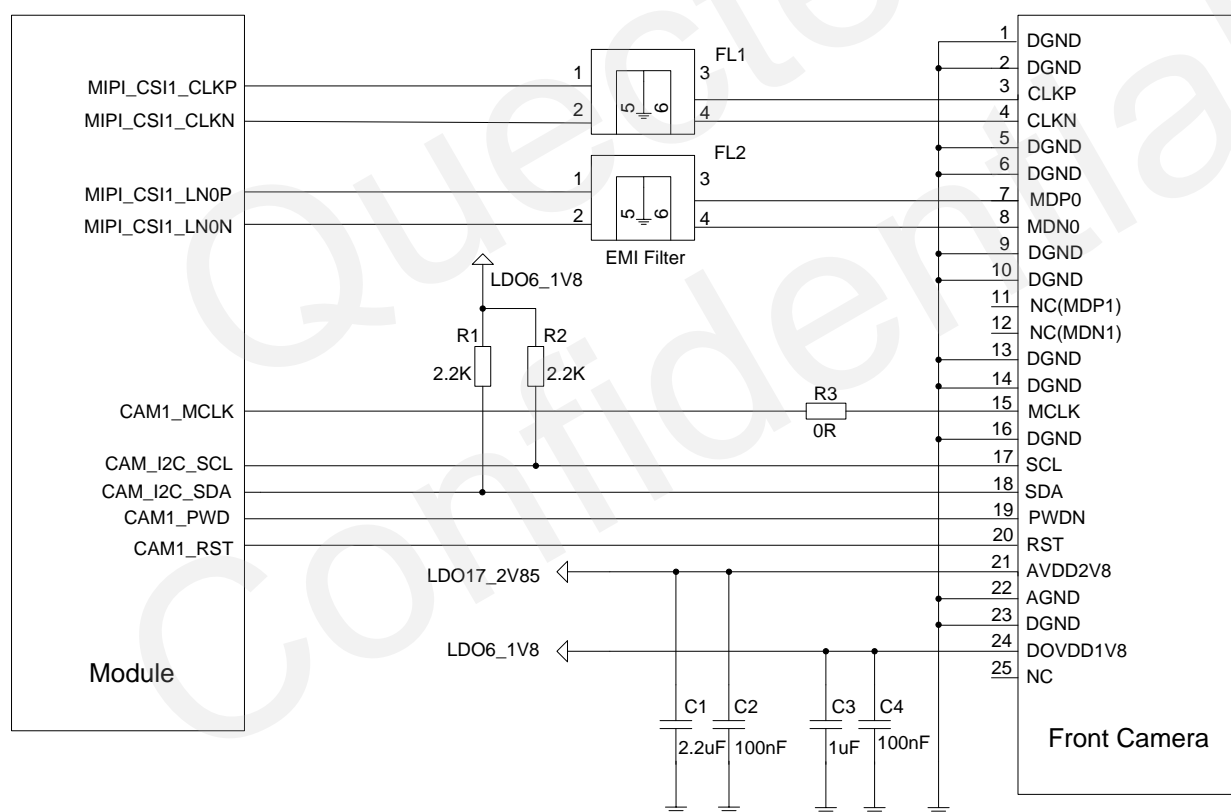 Quectel
Confidential
Module
MIPI_CSI1_CLKP
MIPI_CSI1_CLKN
MIPI_CSI1_LN0P
MIPI_CSI1_LN0N
CAM1_MCLK
CAM_I2C_SCL
CAM_I2C_SDA
CAM1_PWD
CAM1_RST
FL1
1
2
3
4
5
6
FL2
1
2
3
4
5
6
EMI Filter
LDO6_1V8
R1
2.2K
R2
2.2K
R3
0R
LDO17_2V85
LDO6_1V8
C1
2.2uF
C2
100nF
C3
1uF
C4
100nF
1 DGND
2 DGND
3 CLKP
4 CLKN
5 DGND
6 DGND
7 MDP0
8 MDN0
9 DGND
10 DGND
11 NC(MDP1)
12 NC(MDN1)
13 DGND
14 DGND
15 MCLK
16 DGND
17 SCL
18 SDA
19 PWDN
20 RST
21 AVDD2V8
22 AGND
23 DGND
24 DOVDD1V8
25 NC
Front Camera